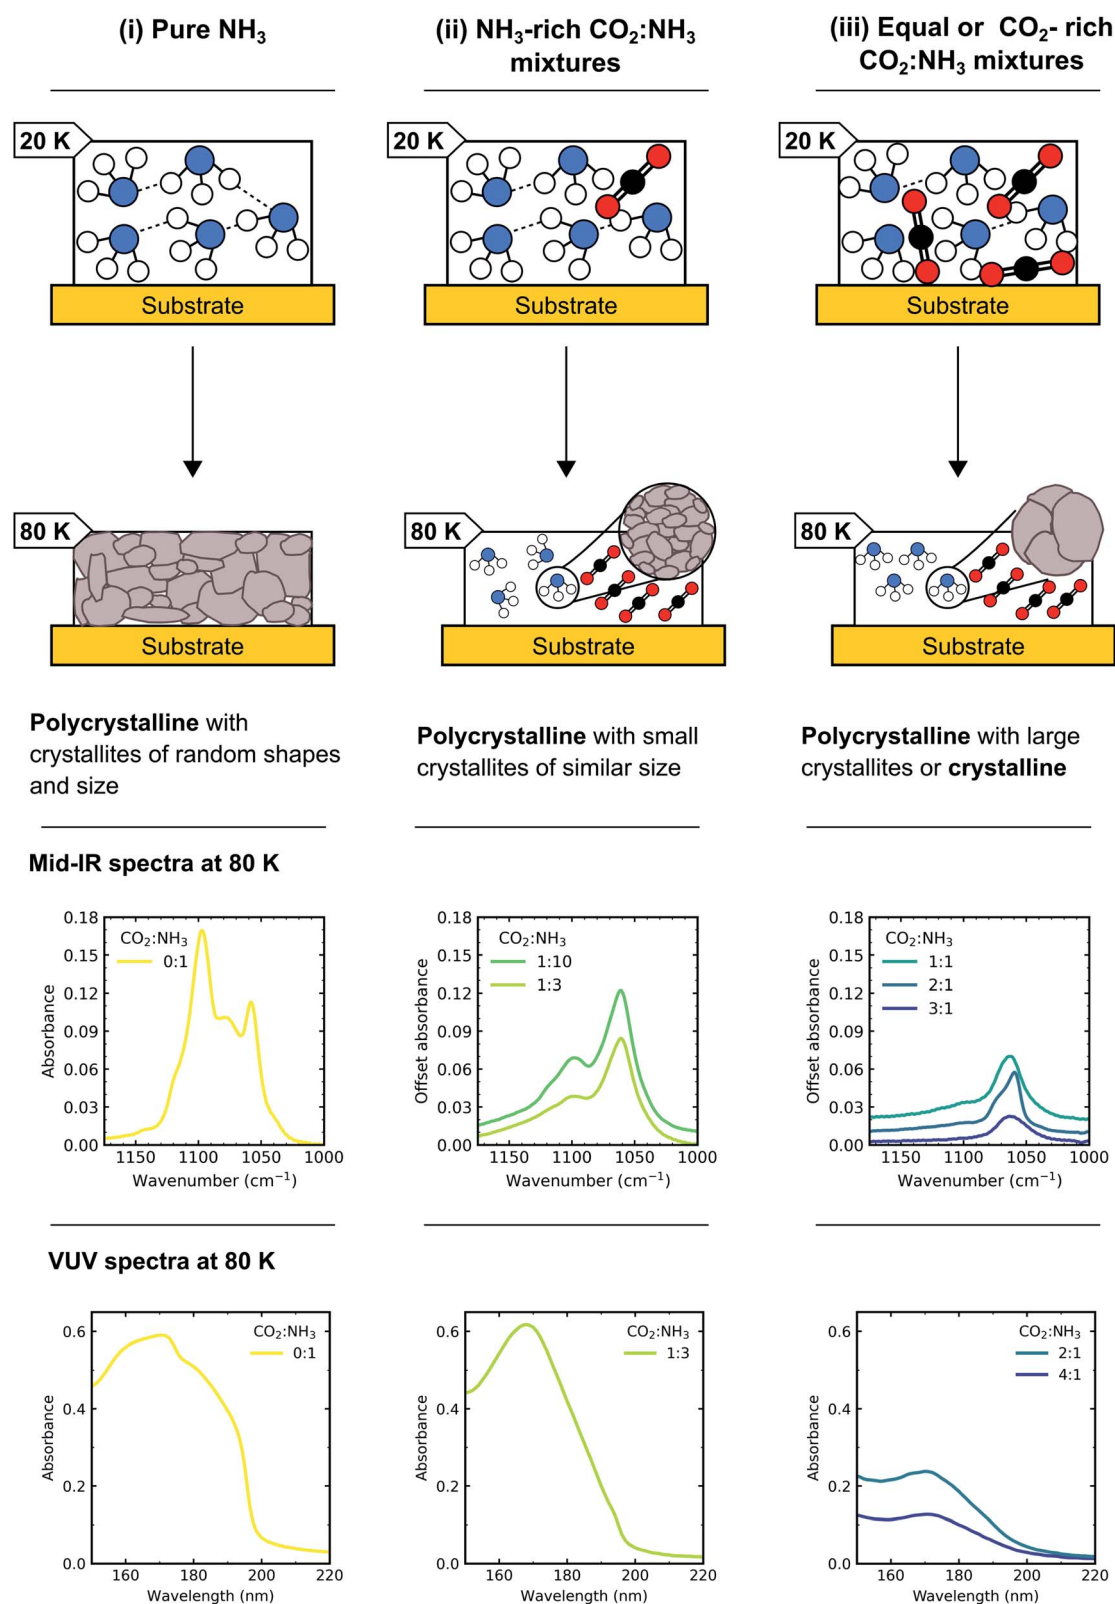 (i) Pure NH₃
(ii) NH₃-rich CO₂:NH₃
mixtures
(iii) Equal or CO₂- rich
CO₂:NH₃ mixtures
20 K
20 K
20 K
Substrate
Substrate
Substrate
80 K
80 K
80 K
Substrate
Substrate
Substrate
Polycrystalline with
crystallites of random shapes
and size
Polycrystalline with small
crystallites of similar size
Polycrystalline with large
crystallites or crystalline
Mid-IR spectra at 80 K
Absorbance
0.18
0.15
0.12
0.09
0.06
0.03
0.00
CO₂:NH₃
0:1
1150 1100 1050 1000
Wavenumber (cm⁻¹)
Offset absorbance
0.18
0.15
0.12
0.09
0.06
0.03
0.00
CO₂:NH₃
1:10
1:3
1150 1100 1050 1000
Wavenumber (cm⁻¹)
Offset absorbance
0.18
0.15
0.12
0.09
0.06
0.03
0.00
CO₂:NH₃
1:1
2:1
3:1
1150 1100 1050 1000
Wavenumber (cm⁻¹)
VUV spectra at 80 K
Absorbance
0.6
0.4
0.2
0.0
CO₂:NH₃
0:1
160 180 200 220
Wavelength (nm)
Absorbance
0.6
0.4
0.2
0.0
CO₂:NH₃
1:3
160 180 200 220
Wavelength (nm)
Absorbance
0.6
0.4
0.2
0.0
CO₂:NH₃
2:1
4:1
160 180 200 220
Wavelength (nm)